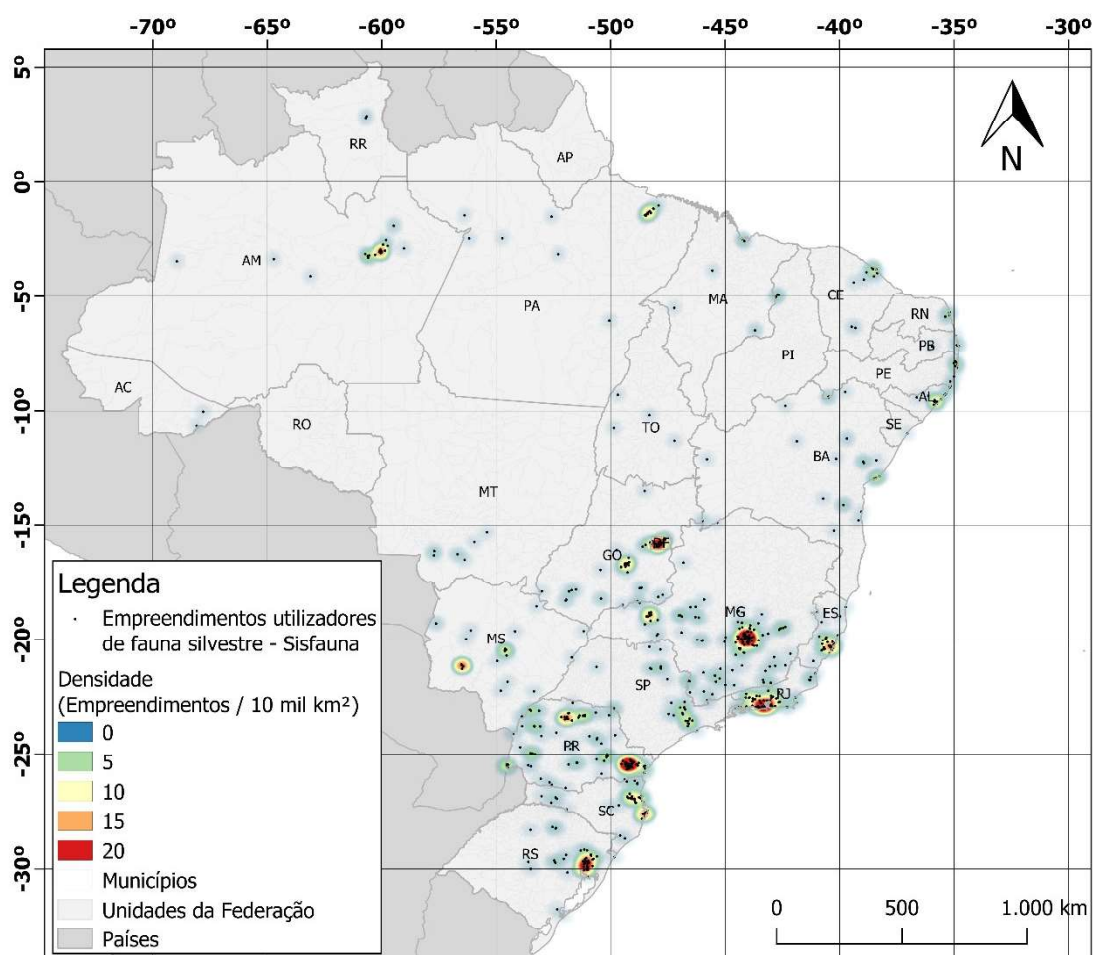 -70º -65º -60º -55º -50º -45º -40º -35º -30º
5º
0º
-5º
-10º
-15º
-20º
-25º
-30º
N
RR
AP
AM
PA
MA
CE
RN
PB
PI
PE
AC
AL
RO
TO
SE
BA
MT
GO
DF
MG
ES
MS
SP
RJ
PR
SC
RS
Legenda
Empreendimentos utilizadores
de fauna silvestre - Sisfauna
Densidade
(Empreendimentos / 10 mil km²)
0
5
10
15
20
Municípios
Unidades da Federação
Países
0 500 1.000 km